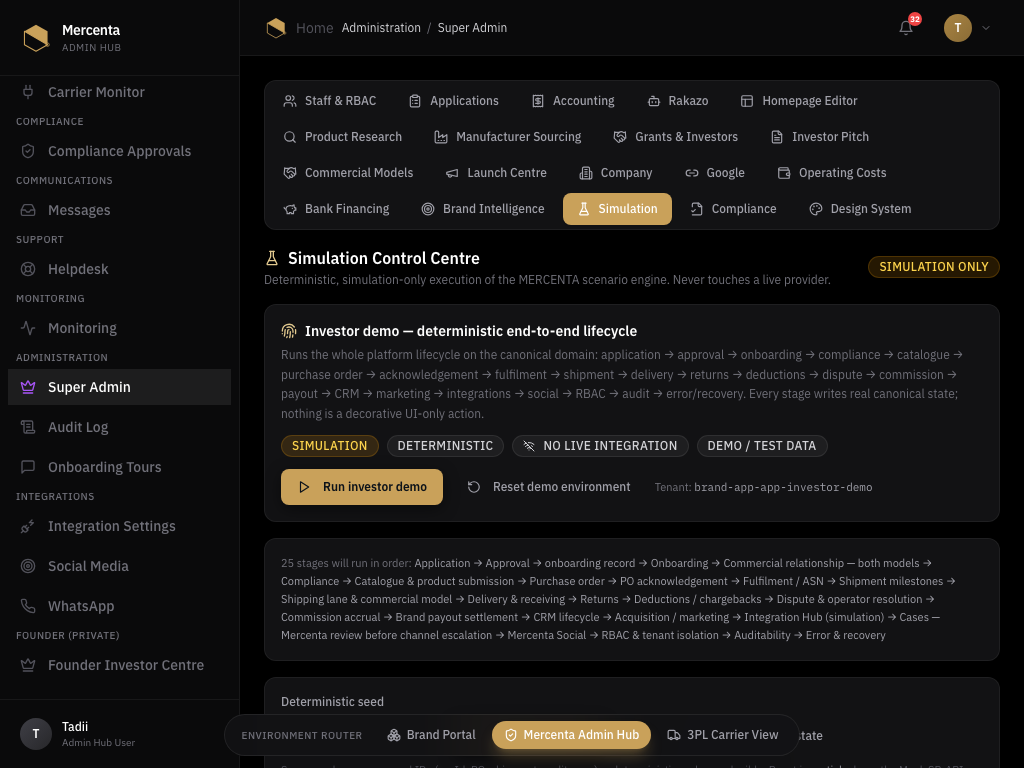 Mercenta
ADMIN HUB
Carrier Monitor
COMPLIANCE
Compliance Approvals
COMMUNICATIONS
Messages
SUPPORT
Helpdesk
MONITORING
Monitoring
ADMINISTRATION
Super Admin
Audit Log
Onboarding Tours
INTEGRATIONS
Integration Settings
Social Media
WhatsApp
FOUNDER (PRIVATE)
Founder Investor Centre
T
Tadii
Admin Hub User
Home Administration / Super Admin
32
T
Staff & RBAC Applications Accounting Rakazo Homepage Editor
Product Research Manufacturer Sourcing Grants & Investors Investor Pitch
Commercial Models Launch Centre Company Google Operating Costs
Bank Financing Brand Intelligence Simulation Compliance Design System
Simulation Control Centre
Deterministic, simulation-only execution of the MERCENTA scenario engine. Never touches a live provider.
SIMULATION ONLY
Investor demo — deterministic end-to-end lifecycle
Runs the whole platform lifecycle on the canonical domain: application → approval → onboarding → compliance → catalogue →
purchase order → acknowledgement → fulfilment → shipment → delivery → returns → deductions → dispute → commission →
payout → CRM → marketing → integrations → social → RBAC → audit → error/recovery. Every stage writes real canonical state;
nothing is a decorative UI-only action.
SIMULATION DETERMINISTIC NO LIVE INTEGRATION DEMO / TEST DATA
Run investor demo Reset demo environment Tenant: brand-app-app-investor-demo
25 stages will run in order: Application → Approval → onboarding record → Onboarding → Commercial relationship — both models →
Compliance → Catalogue & product submission → Purchase order → PO acknowledgement → Fulfilment / ASN → Shipment milestones →
Shipping lane & commercial model → Delivery & receiving → Returns → Deductions / chargebacks → Dispute & operator resolution →
Commission accrual → Brand payout settlement → CRM lifecycle → Acquisition / marketing → Integration Hub (simulation) → Cases —
Mercenta review before channel escalation → Mercenta Social → RBAC & tenant isolation → Auditability → Error & recovery
Deterministic seed
ENVIRONMENT ROUTER Brand Portal Mercenta Admin Hub 3PL Carrier View
state